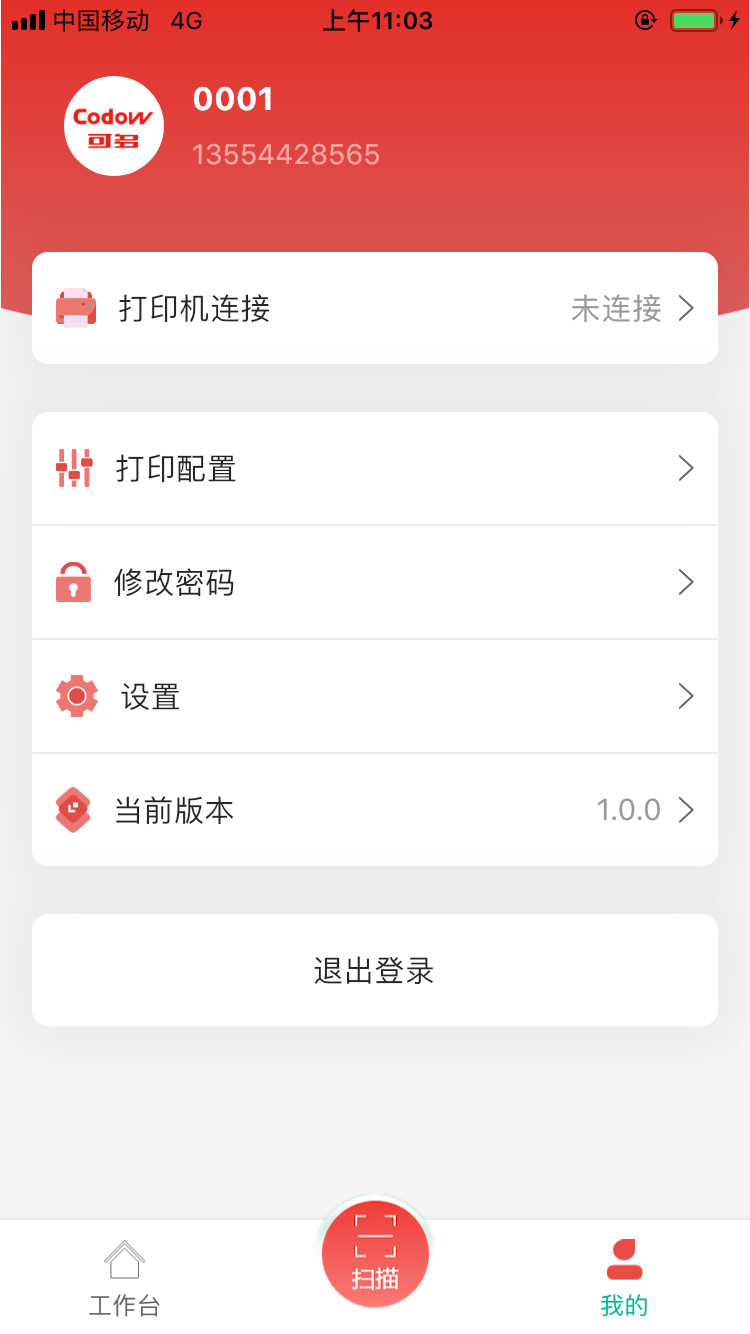 中国移动 4G 上午11:03
Codow
可多
0001
13554428565
打印机连接 未连接
打印配置
修改密码
设置
当前版本 1.0.0
退出登录
扫描
工作台 我的